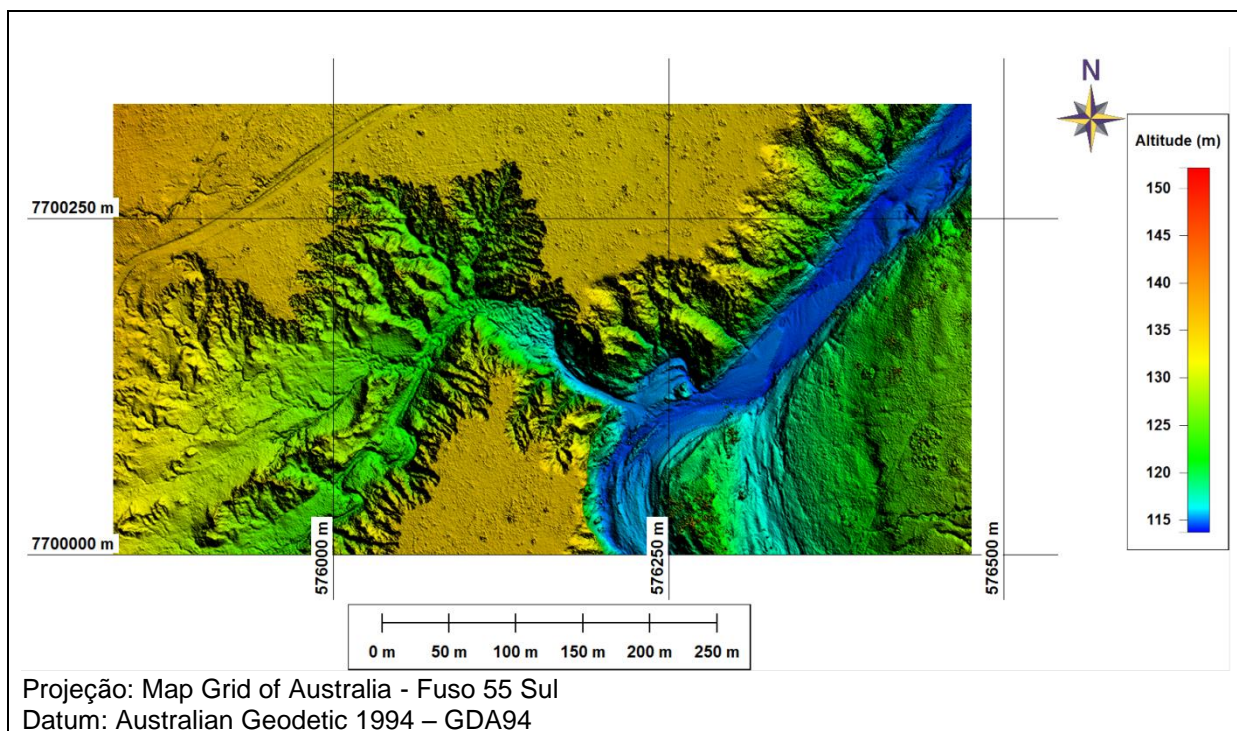 N
Altitude (m)
150
145
140
135
130
125
120
115
7700250 m
7700000 m
576000 m
576250 m
576500 m
0 m 50 m 100 m 150 m 200 m 250 m
Projeção: Map Grid of Australia - Fuso 55 Sul
Datum: Australian Geodetic 1994 – GDA94